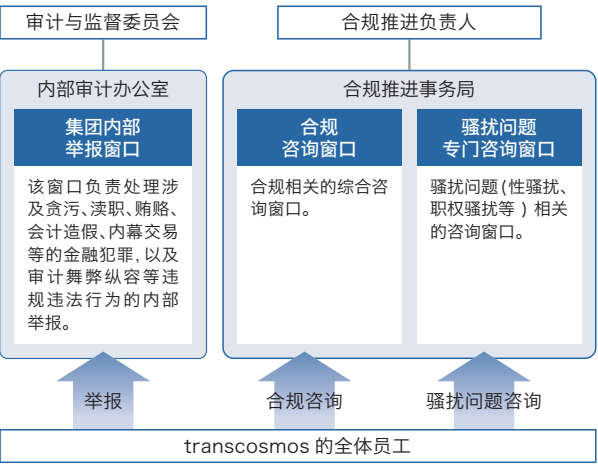 审计与监督委员会
合规推进负责人
内部审计办公室
合规推进事务局
集团内部
举报窗口
该窗口负责处理涉
及贪污、渎职、贿赂、
会计造假、内幕交易
等的金融犯罪，以及
审计舞弊纵容等违
规违法行为的内部
举报。
合规
咨询窗口
合规相关的综合咨
询窗口。
骚扰问题
专门咨询窗口
骚扰问题（性骚扰、
职权骚扰等）相关
的咨询窗口。
举报
合规咨询
骚扰问题咨询
transcosmos 的全体员工